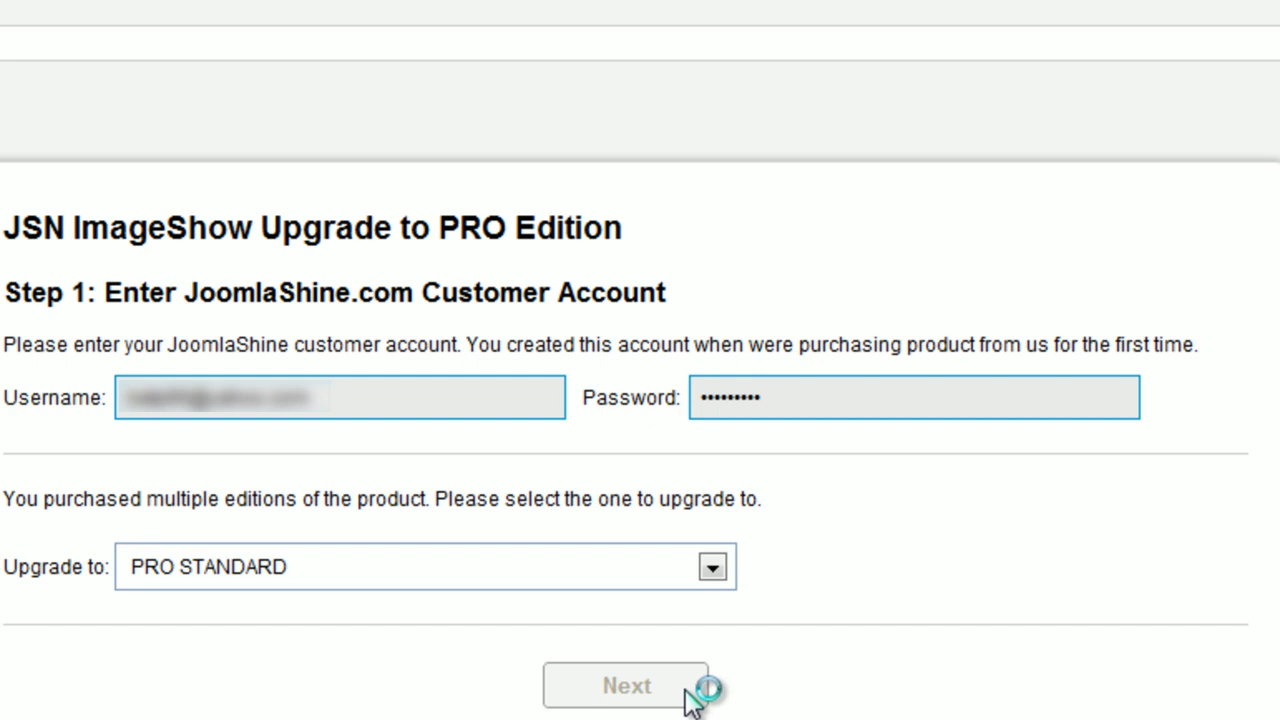 JSN ImageShow Upgrade to PRO Edition
Step 1: Enter JoomlaShine.com Customer Account
Please enter your JoomlaShine customer account. You created this account when were purchasing product from us for the first time.
Username: Password: •••••••••
You purchased multiple editions of the product. Please select the one to upgrade to.
Upgrade to: PRO STANDARD
Next